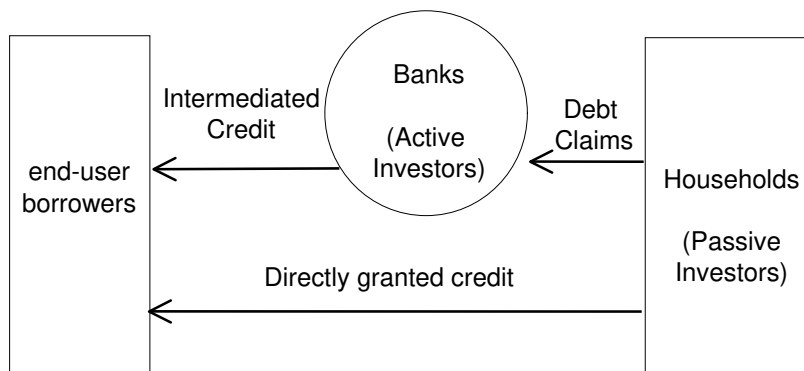 end-user
borrowers
Intermediated
Credit
Banks
(Active
Investors)
Debt
Claims
Households
(Passive
Investors)
Directly granted credit